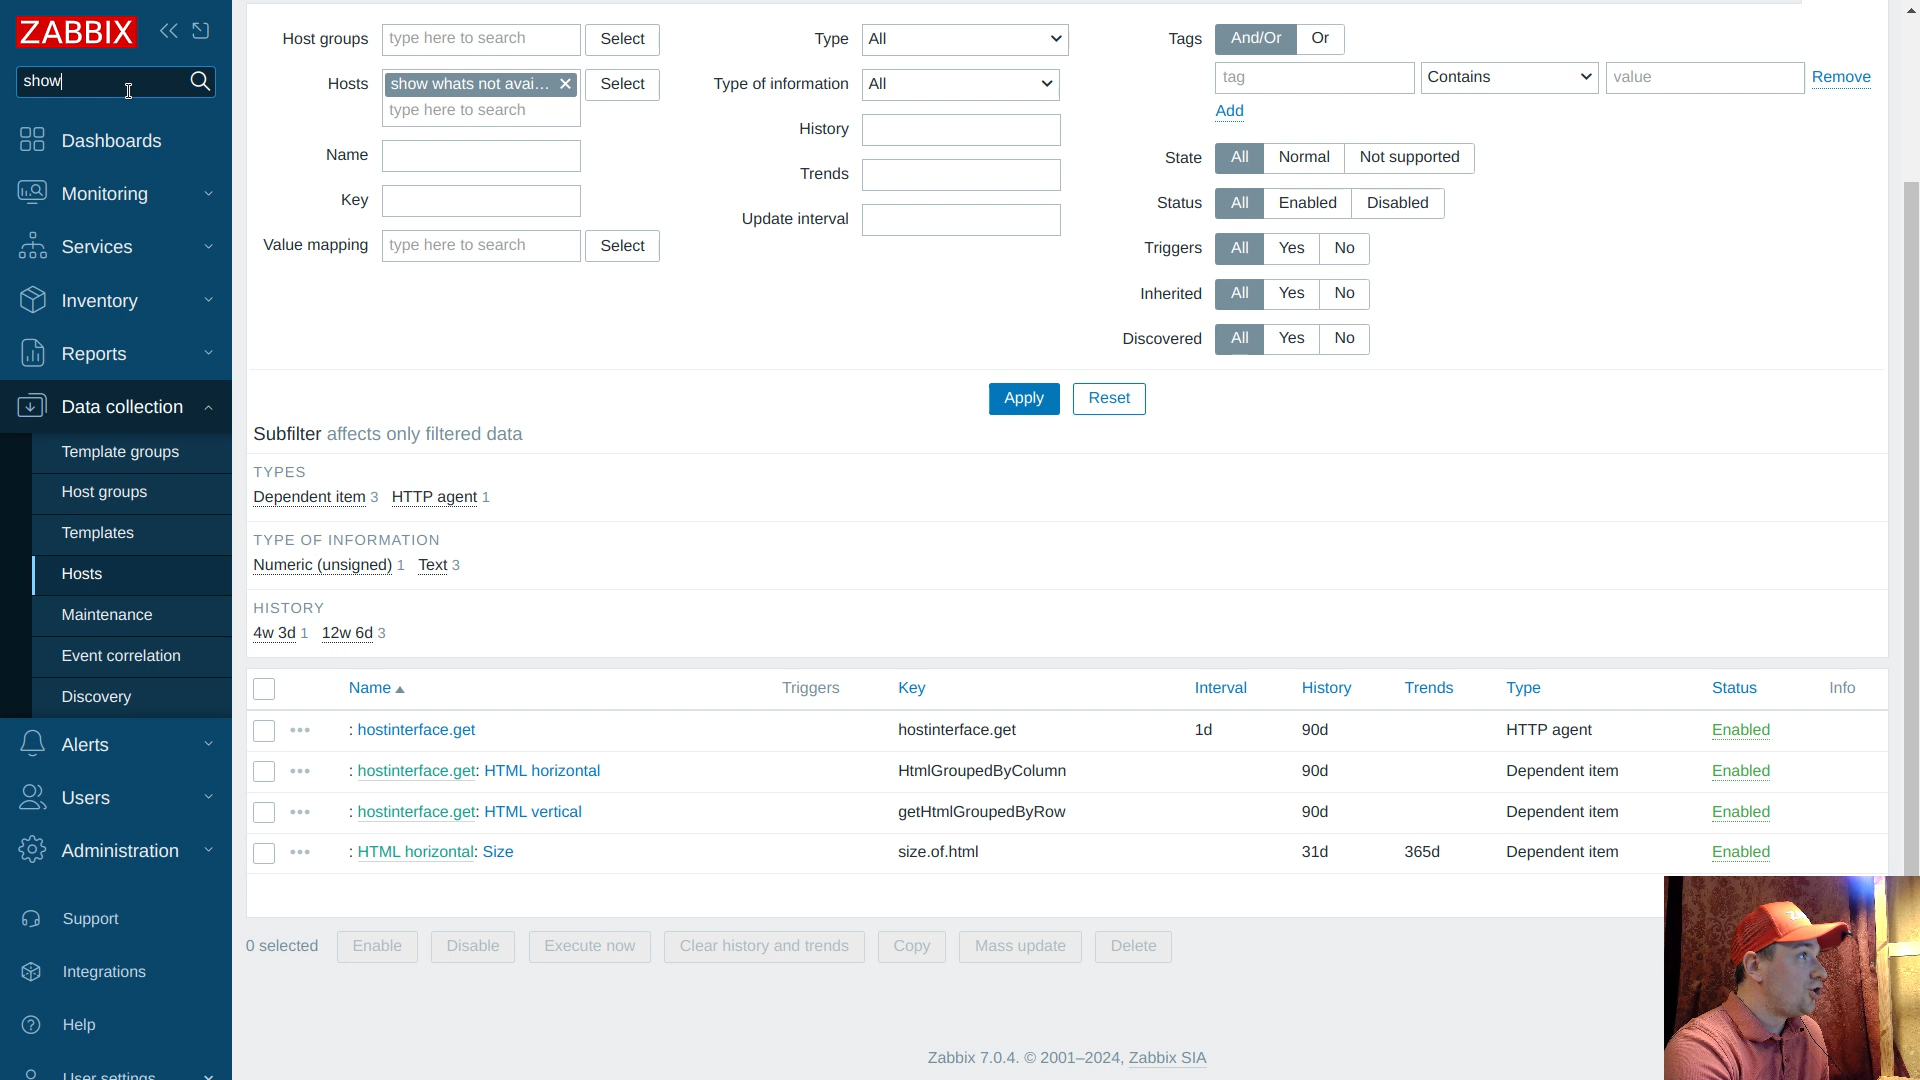 ZABBIX
show
Dashboards
Monitoring
Services
Inventory
Reports
Data collection
Template groups
Host groups
Templates
Hosts
Maintenance
Event correlation
Discovery
Alerts
Users
Administration
Support
Integrations
Help
User settings
Host groups type here to search Select
Hosts show whats not avai... Select
type here to search
Name
Key
Value mapping type here to search Select
Type All
Type of information All
History
Trends
Update interval
Tags And/Or Or
tag Contains value Remove
Add
State All Normal Not supported
Status All Enabled Disabled
Triggers All Yes No
Inherited All Yes No
Discovered All Yes No
Apply Reset
Subfilter affects only filtered data
TYPES
Dependent item 3 HTTP agent 1
TYPE OF INFORMATION
Numeric (unsigned) 1 Text 3
HISTORY
4w 3d 1 12w 6d 3
Name Triggers Key Interval History Trends Type Status Info
: hostinterface.get hostinterface.get 1d 90d HTTP agent Enabled
: hostinterface.get: HTML horizontal HtmlGroupedByColumn 90d Dependent item Enabled
: hostinterface.get: HTML vertical getHtmlGroupedByRow 90d Dependent item Enabled
: HTML horizontal: Size size.of.html 31d 365d Dependent item Enabled
0 selected Enable Disable Execute now Clear history and trends Copy Mass update Delete
Zabbix 7.0.4. © 2001–2024, Zabbix SIA